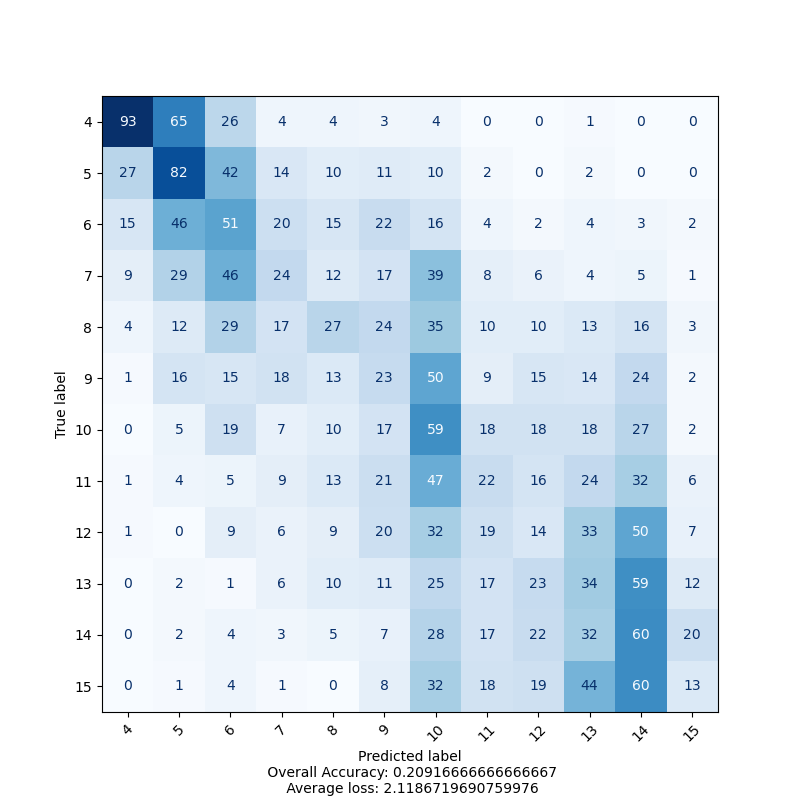 4 93 65 26 4 4 3 4 0 0 1 0 0
5 27 82 42 14 10 11 10 2 0 2 0 0
6 15 46 51 20 15 22 16 4 2 4 3 2
7 9 29 46 24 12 17 39 8 6 4 5 1
8 4 12 29 17 27 24 35 10 10 13 16 3
9 1 16 15 18 13 23 50 9 15 14 24 2
10 0 5 19 7 10 17 59 18 18 18 27 2
11 1 4 5 9 13 21 47 22 16 24 32 6
12 1 0 9 6 9 20 32 19 14 33 50 7
13 0 2 1 6 10 11 25 17 23 34 59 12
14 0 2 4 3 5 7 28 17 22 32 60 20
15 0 1 4 1 0 8 32 18 19 44 60 13
True label
4 5 6 7 8 9 10 11 12 13 14 15
Predicted label
Overall Accuracy: 0.20916666666666667
Average loss: 2.1186719690759976